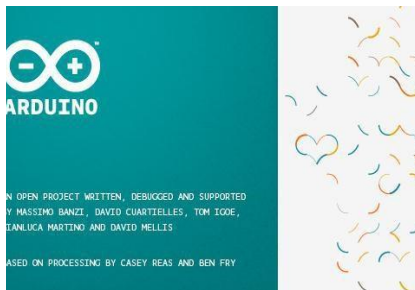 ARDUINO
N OPEN PROJECT WRITTEN, DEBUGGED AND SUPPORTED
Y MASSIMO BANZI, DAVID CUARTIELLES, TOM IGOE,
IANLUCA MARTINO AND DAVID MELLIS
ASED ON PROCESSING BY CASEY REAS AND BEN FRY